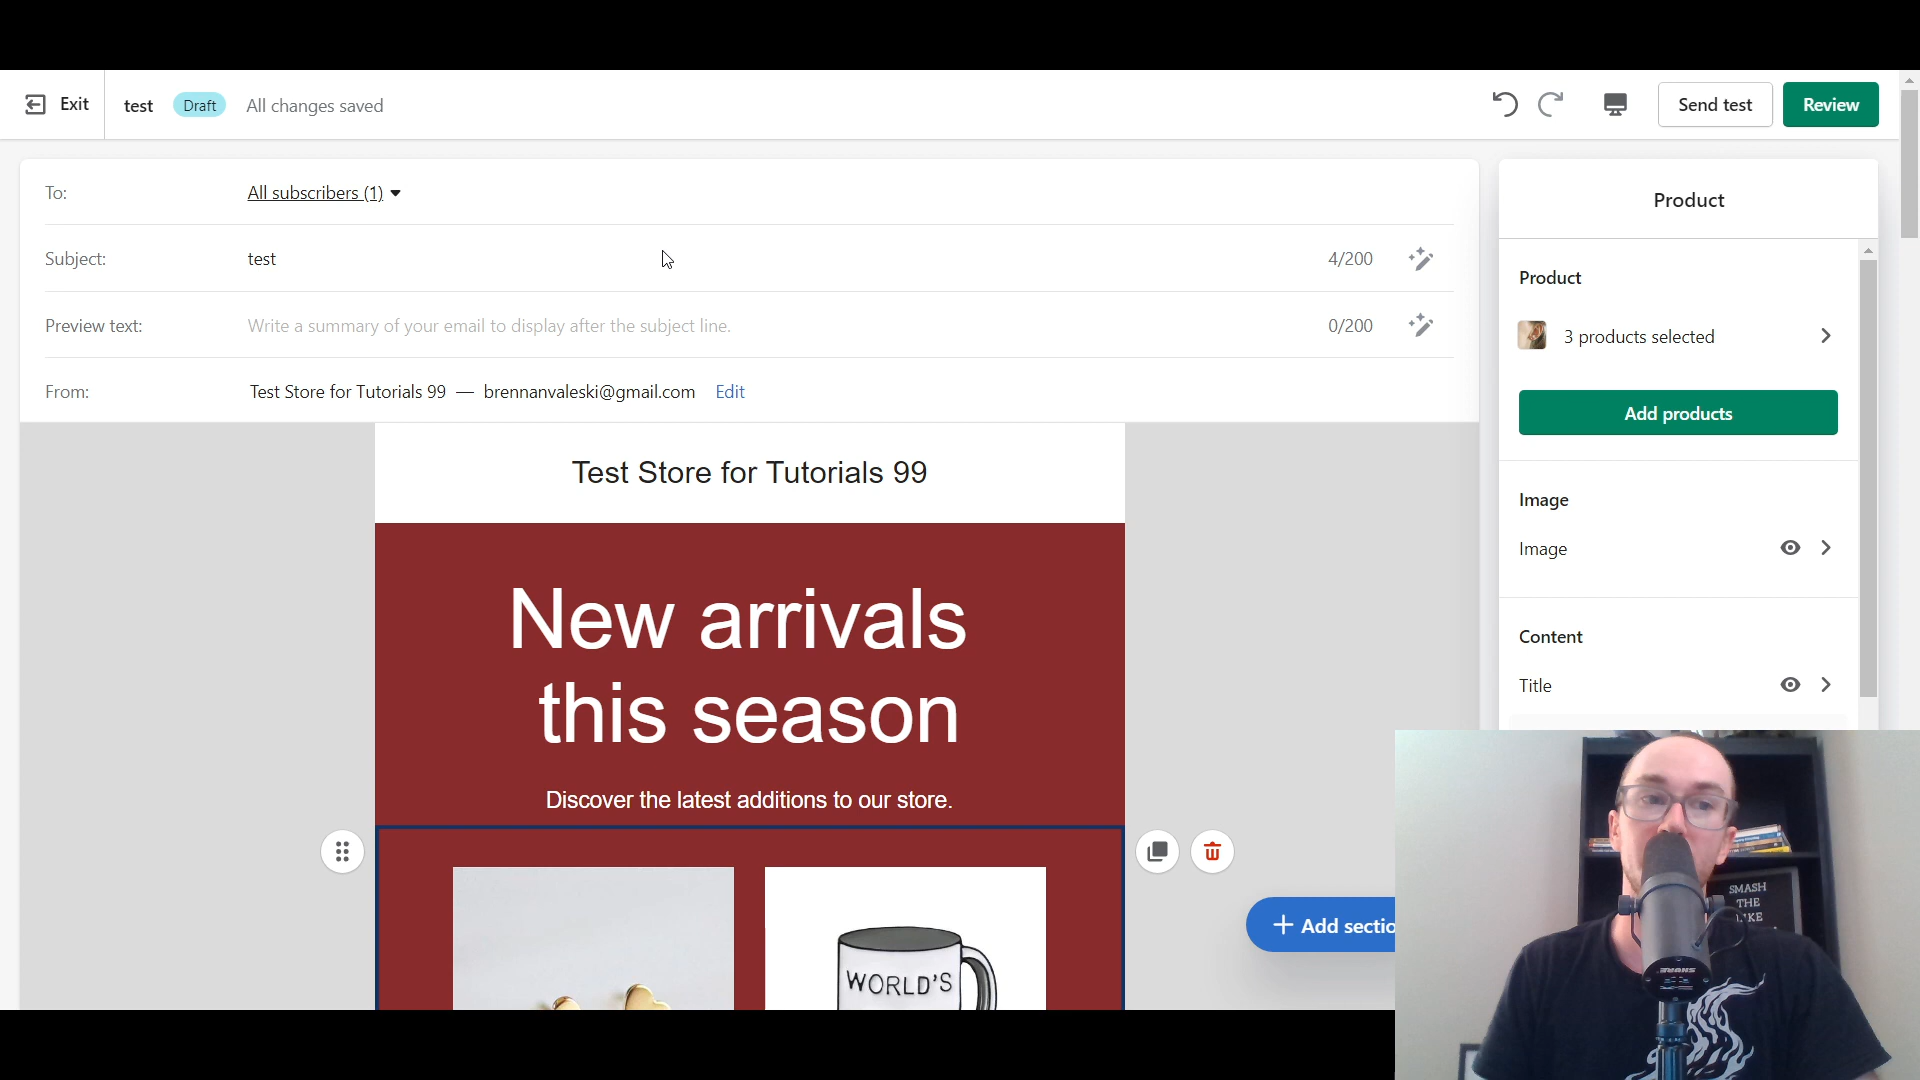 Exit test Draft All changes saved Send test Review
To: All subscribers (1)
Subject: test 4/200
Preview text: Write a summary of your email to display after the subject line. 0/200
From: Test Store for Tutorials 99 — brennanvaleski@gmail.com Edit
Test Store for Tutorials 99
New arrivals
this season
Discover the latest additions to our store.
WORLD'S
Add sectio
Product
Product
3 products selected
Add products
Image
Image
Content
Title
SMASH
THE
SHURE